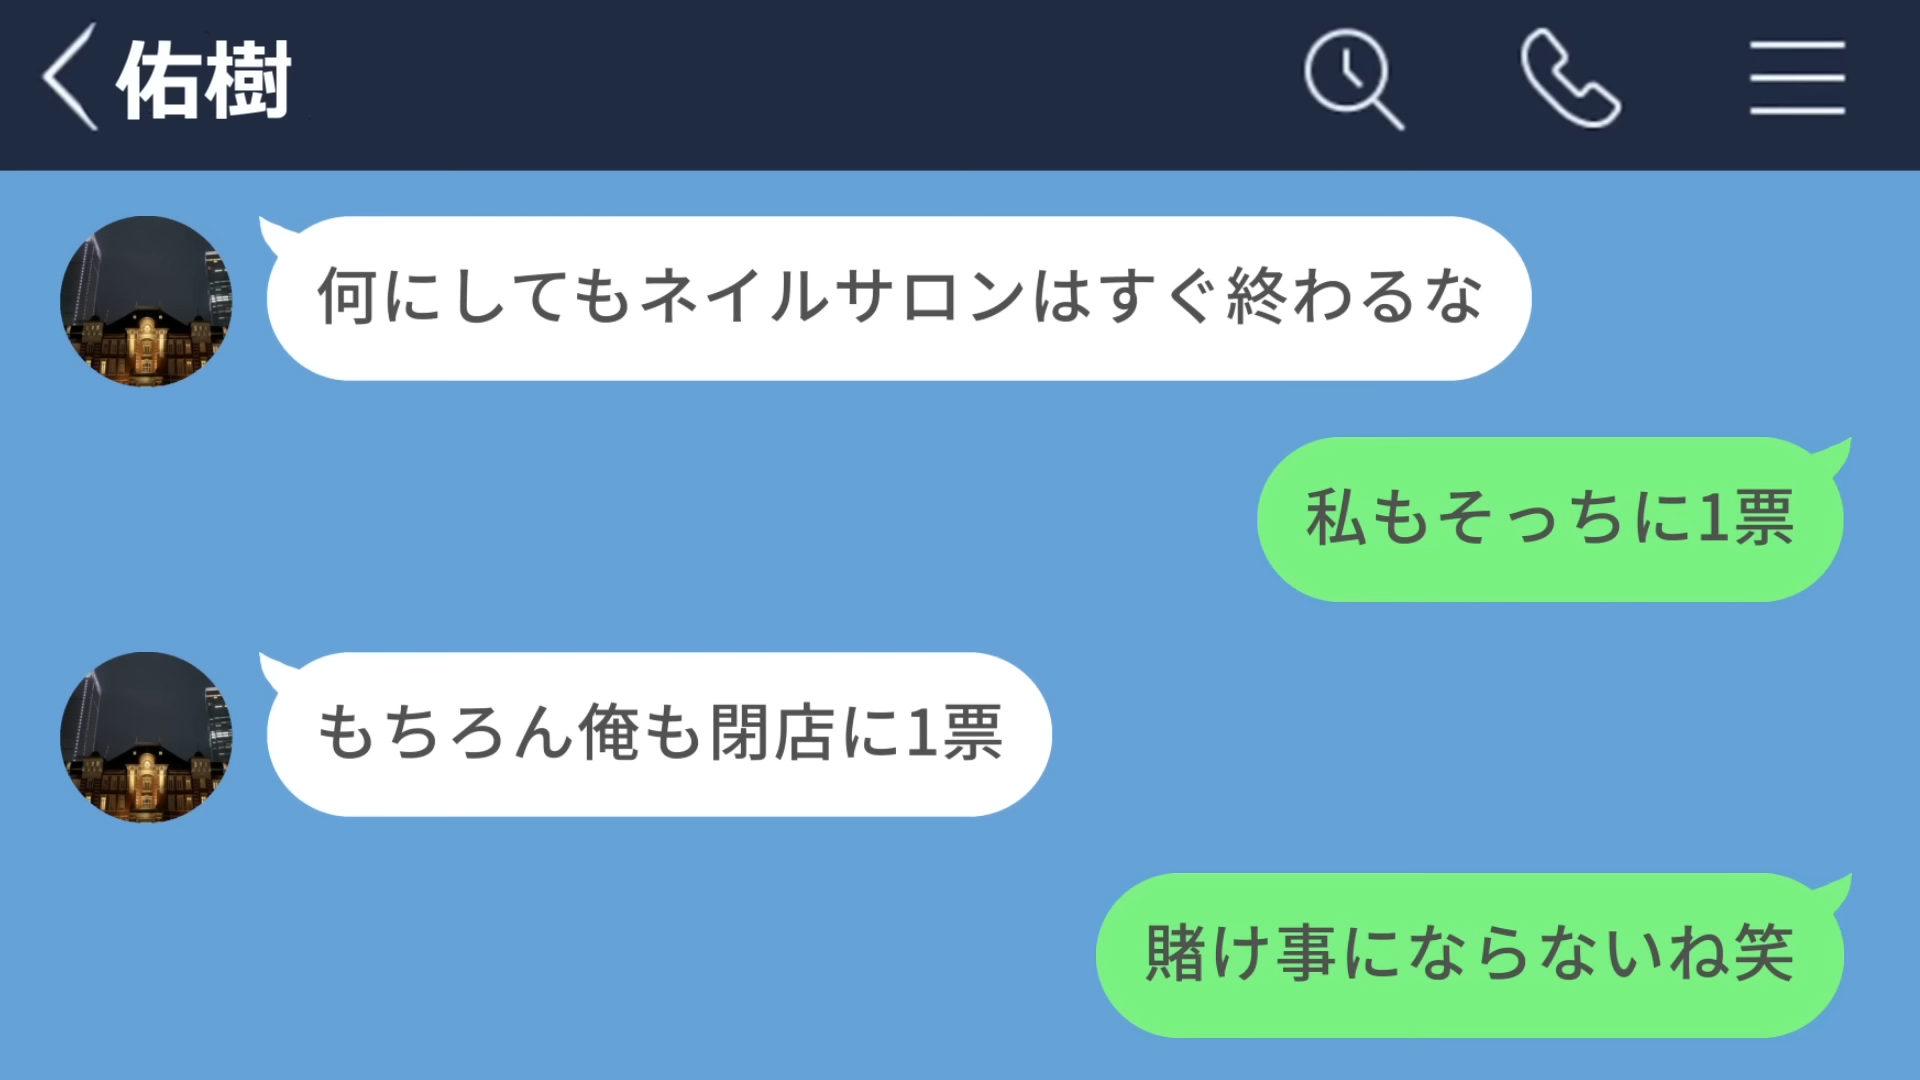 佑樹
何にしてもネイルサロンはすぐ終わるな
私もそっちに1票
もちろん俺も閉店に1票
賭け事にならないね笑